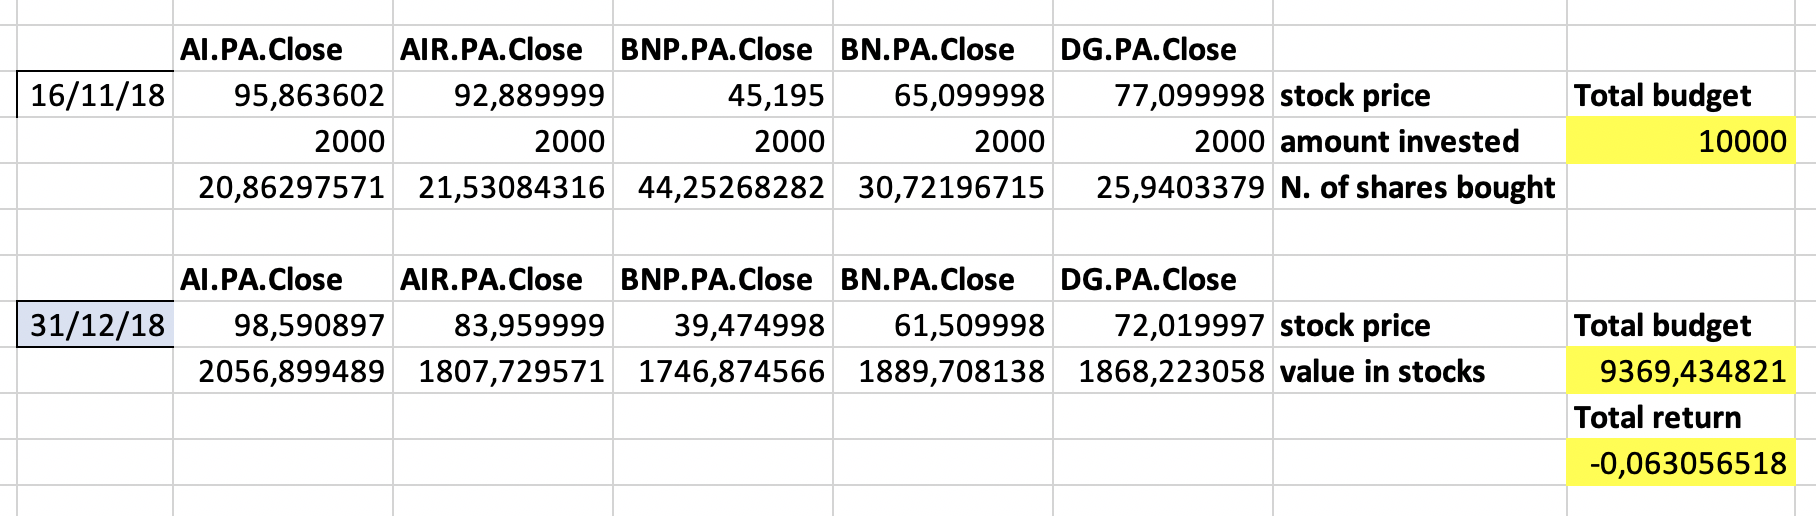 AI.PA.Close AIR.PA.Close BNP.PA.Close BN.PA.Close DG.PA.Close
16/11/18 95,863602 92,889999 45,195 65,099998 77,099998 stock price Total budget
2000 2000 2000 2000 2000 amount invested 10000
20,86297571 21,53084316 44,25268282 30,72196715 25,9403379 N. of shares bought
AI.PA.Close AIR.PA.Close BNP.PA.Close BN.PA.Close DG.PA.Close
31/12/18 98,590897 83,959999 39,474998 61,509998 72,019997 stock price Total budget
2056,899489 1807,729571 1746,874566 1889,708138 1868,223058 value in stocks 9369,434821
Total return
-0,063056518